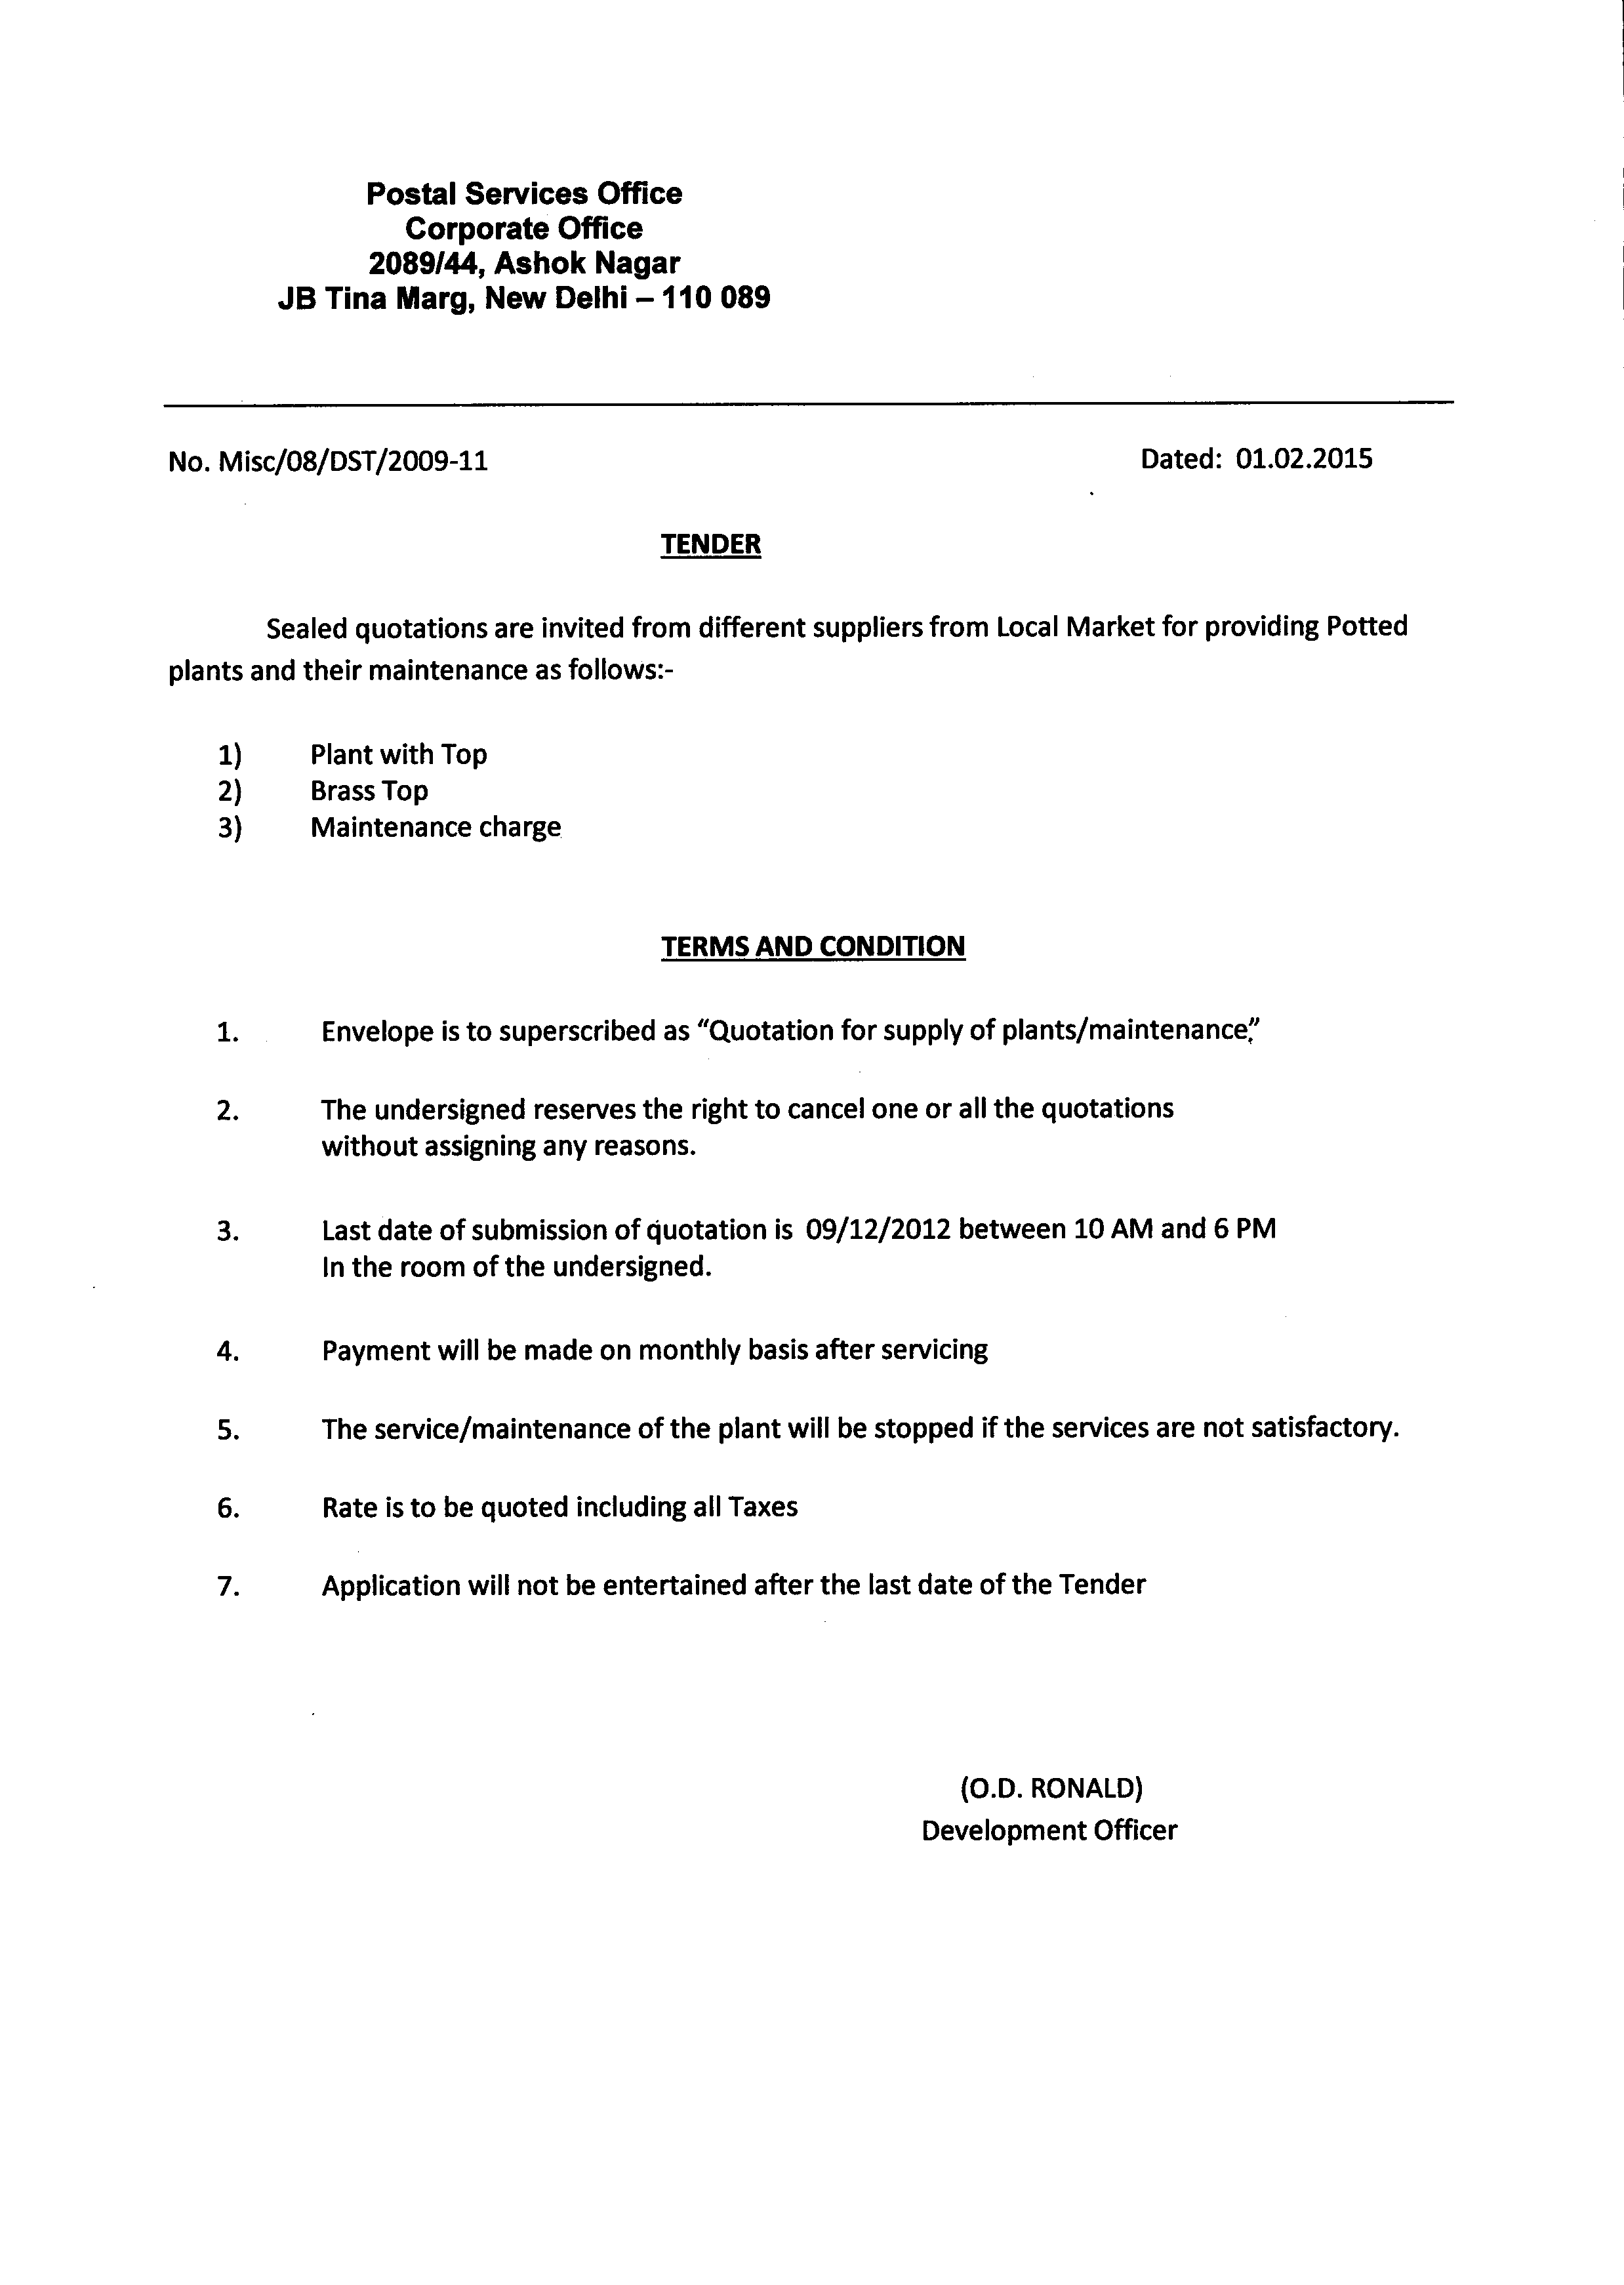 Postal Services Office
Corporate Office
2089/44, Ashok Nagar
JB Tina Marg, New Delhi – 110 089
No. Misc/08/DST/2009-11 Dated: 01.02.2015
TENDER
Sealed quotations are invited from different suppliers from Local Market for providing Potted
plants and their maintenance as follows:-
1) Plant with Top
2) Brass Top
3) Maintenance charge
TERMS AND CONDITION
1. Envelope is to superscribed as “Quotation for supply of plants/maintenance,”
2. The undersigned reserves the right to cancel one or all the quotations
without assigning any reasons.
3. Last date of submission of quotation is 09/12/2012 between 10 AM and 6 PM
In the room of the undersigned.
4. Payment will be made on monthly basis after servicing
5. The service/maintenance of the plant will be stopped if the services are not satisfactory.
6. Rate is to be quoted including all Taxes
7. Application will not be entertained after the last date of the Tender
(O.D. RONALD)
Development Officer